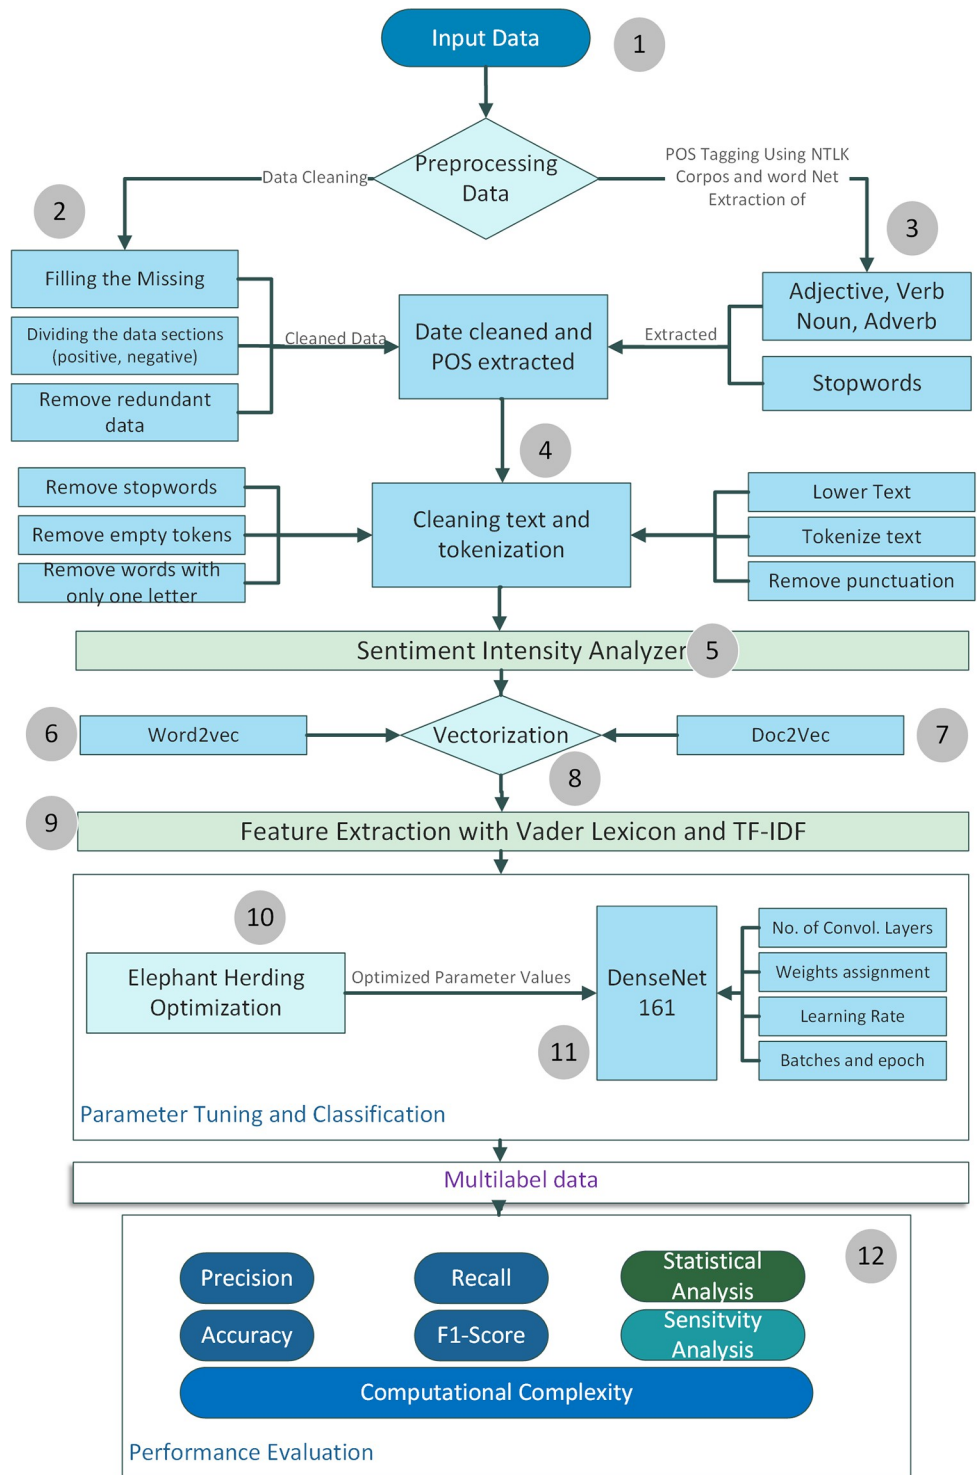 Input Data
1
Preprocessing
Data
Data Cleaning
POS Tagging Using NTLK
Corpos and word Net
Extraction of
2
3
Filling the Missing
Dividing the data sections
(positive, negative)
Remove redundant
data
Cleaned Data
Date cleaned and
POS extracted
Extracted
Adjective, Verb
Noun, Adverb
Stopwords
4
Remove stopwords
Remove empty tokens
Remove words with
only one letter
Cleaning text and
tokenization
Lower Text
Tokenize text
Remove punctuation
Sentiment Intensity Analyzer
5
6
Word2vec
Vectorization
Doc2Vec
7
8
9
Feature Extraction with Vader Lexicon and TF-IDF
10
Elephant Herding
Optimization
Optimized Parameter Values
DenseNet
161
11
No. of Convol. Layers
Weights assignment
Learning Rate
Batches and epoch
Parameter Tuning and Classification
Multilabel data
12
Precision
Recall
Statistical
Analysis
Accuracy
F1-Score
Sensitvity
Analysis
Computational Complexity
Performance Evaluation